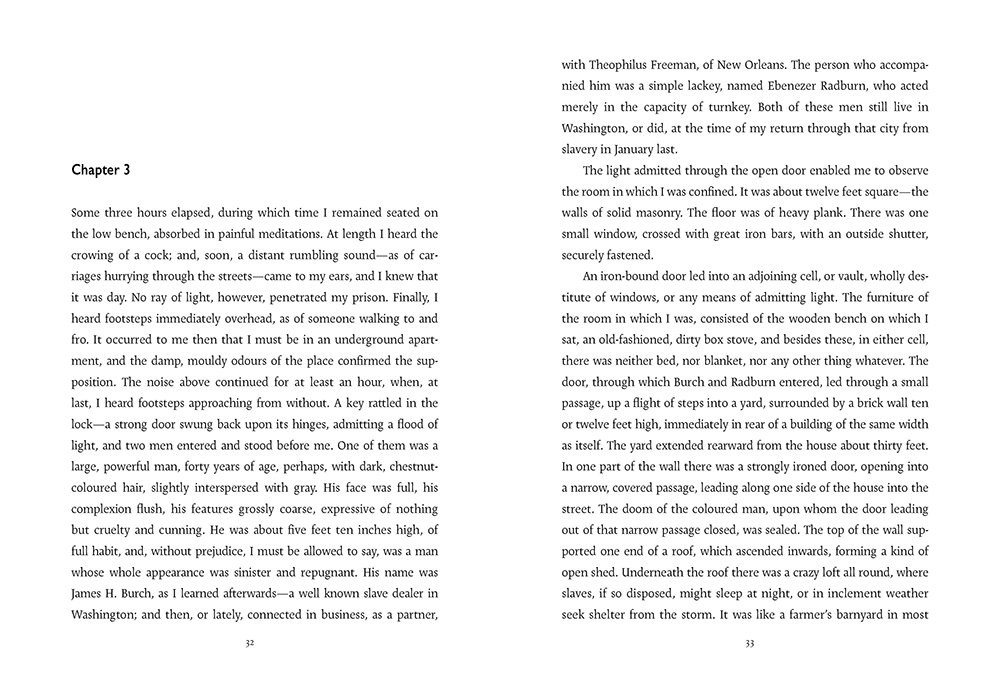 Chapter 3
Some three hours elapsed, during which time I remained seated on
the low bench, absorbed in painful meditations. At length I heard the
crowing of a cock; and, soon, a distant rumbling sound—as of car-
riages hurrying through the streets—came to my ears, and I knew that
it was day. No ray of light, however, penetrated my prison. Finally, I
heard footsteps immediately overhead, as of someone walking to and
fro. It occurred to me then that I must be in an underground apart-
ment, and the damp, mouldy odours of the place confirmed the sup-
position. The noise above continued for at least an hour, when, at
last, I heard footsteps approaching from without. A key rattled in the
lock—a strong door swung back upon its hinges, admitting a flood of
light, and two men entered and stood before me. One of them was a
large, powerful man, forty years of age, perhaps, with dark, chestnut-
coloured hair, slightly interspersed with gray. His face was full, his
complexion flush, his features grossly coarse, expressive of nothing
but cruelty and cunning. He was about five feet ten inches high, of
full habit, and, without prejudice, I must be allowed to say, was a man
whose whole appearance was sinister and repugnant. His name was
James H. Burch, as I learned afterwards—a well known slave dealer in
Washington; and then, or lately, connected in business, as a partner,
32
with Theophilus Freeman, of New Orleans. The person who accompa-
nied him was a simple lackey, named Ebenezer Radburn, who acted
merely in the capacity of turnkey. Both of these men still live in
Washington, or did, at the time of my return through that city from
slavery in January last.
The light admitted through the open door enabled me to observe
the room in which I was confined. It was about twelve feet square—the
walls of solid masonry. The floor was of heavy plank. There was one
small window, crossed with great iron bars, with an outside shutter,
securely fastened.
An iron-bound door led into an adjoining cell, or vault, wholly des-
titute of windows, or any means of admitting light. The furniture of
the room in which I was, consisted of the wooden bench on which I
sat, an old-fashioned, dirty box stove, and besides these, in either cell,
there was neither bed, nor blanket, nor any other thing whatever. The
door, through which Burch and Radburn entered, led through a small
passage, up a flight of steps into a yard, surrounded by a brick wall ten
or twelve feet high, immediately in rear of a building of the same width
as itself. The yard extended rearward from the house about thirty feet.
In one part of the wall there was a strongly ironed door, opening into
a narrow, covered passage, leading along one side of the house into the
street. The doom of the coloured man, upon whom the door leading
out of that narrow passage closed, was sealed. The top of the wall sup-
ported one end of a roof, which ascended inwards, forming a kind of
open shed. Underneath the roof there was a crazy loft all round, where
slaves, if so disposed, might sleep at night, or in inclement weather
seek shelter from the storm. It was like a farmer’s barnyard in most
33